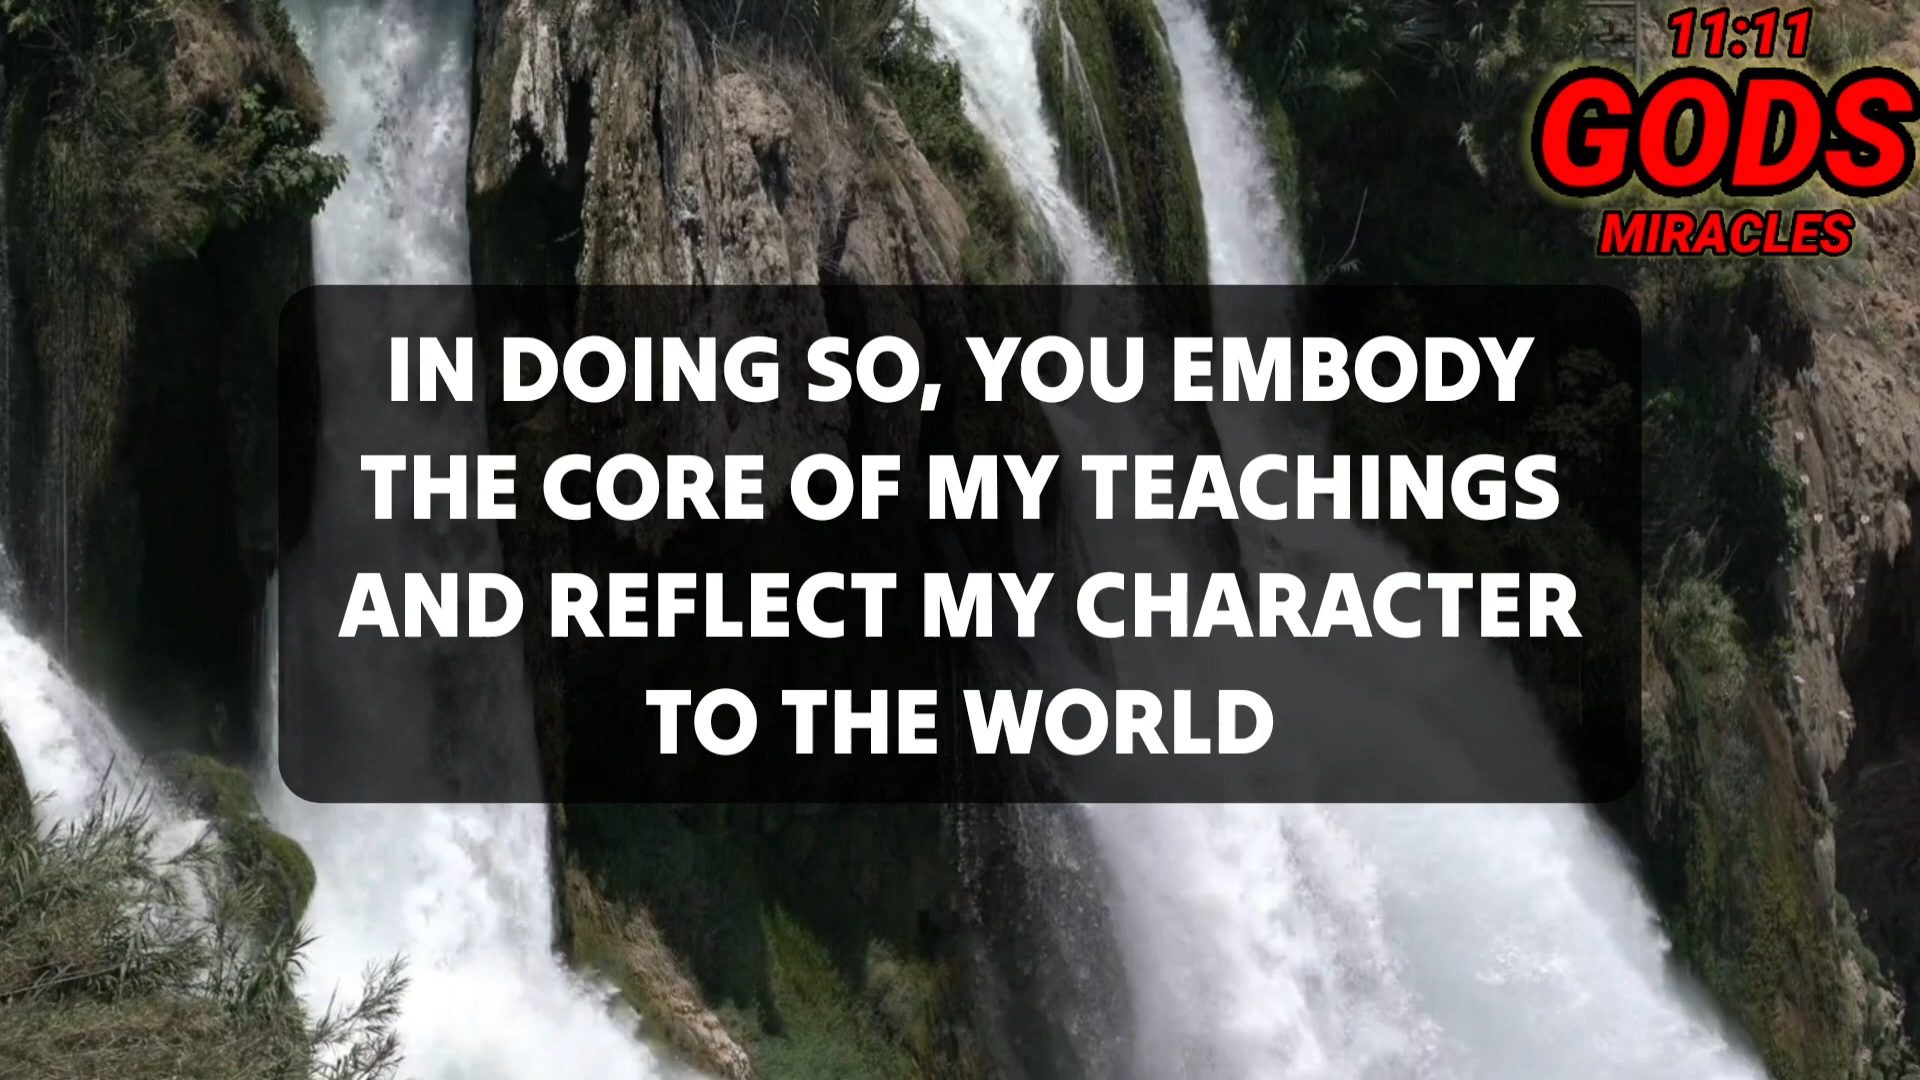 11:11
GODS
MIRACLES
IN DOING SO, YOU EMBODY
THE CORE OF MY TEACHINGS
AND REFLECT MY CHARACTER
TO THE WORLD